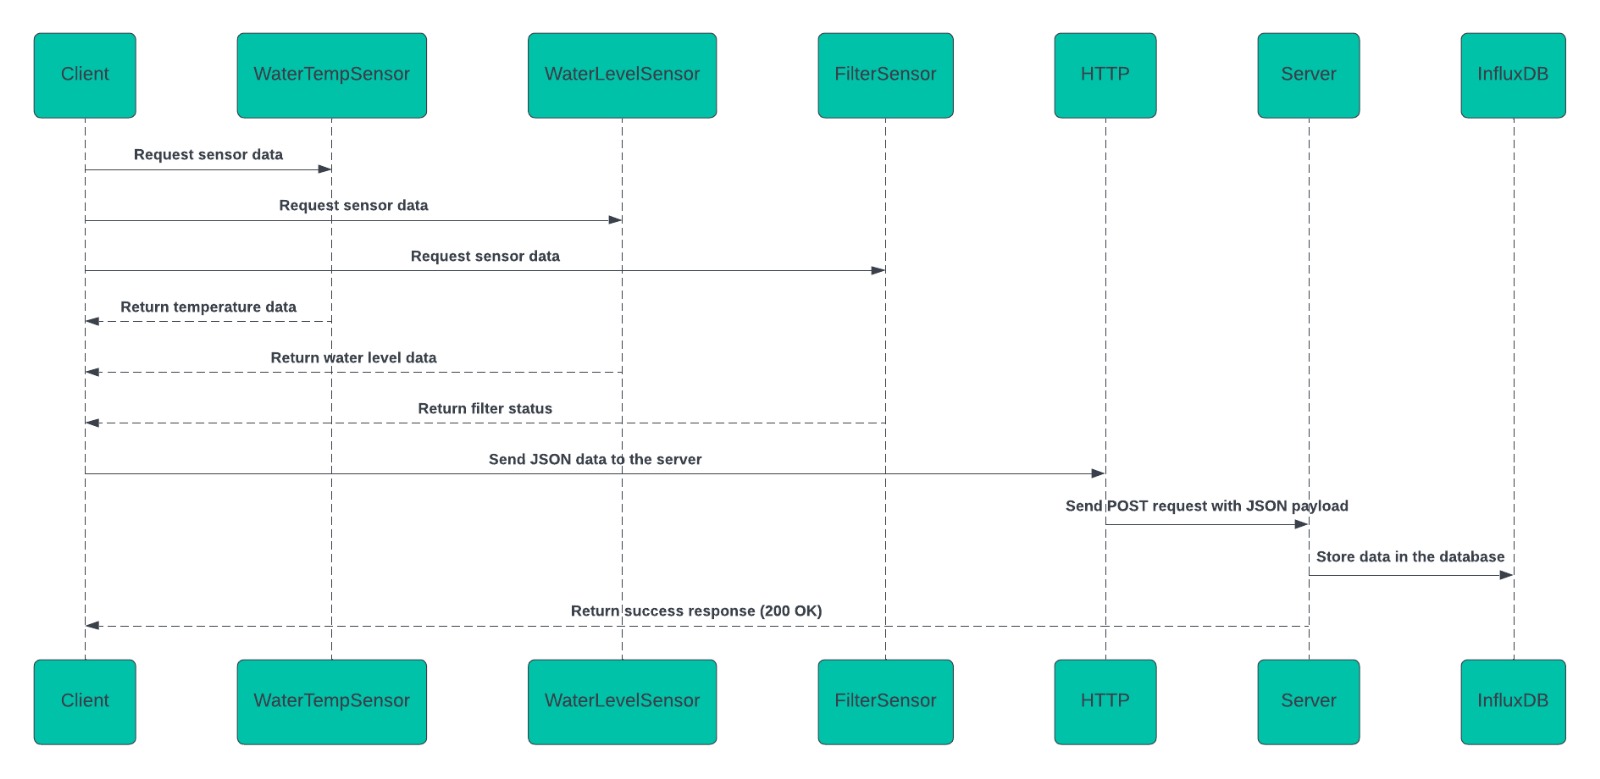 Client
WaterTempSensor
WaterLevelSensor
FilterSensor
HTTP
Server
InfluxDB
Request sensor data
Request sensor data
Request sensor data
Return temperature data
Return water level data
Return filter status
Send JSON data to the server
Send POST request with JSON payload
Store data in the database
Return success response (200 OK)
Client
WaterTempSensor
WaterLevelSensor
FilterSensor
HTTP
Server
InfluxDB